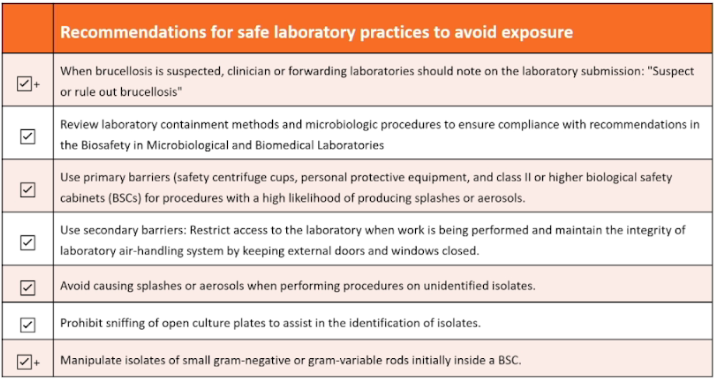 Recommendations for safe laboratory practices to avoid exposure
☑+
When brucellosis is suspected, clinician or forwarding laboratories should note on the laboratory submission: "Suspect
or rule out brucellosis"
☑
Review laboratory containment methods and microbiologic procedures to ensure compliance with recommendations in
the Biosafety in Microbiological and Biomedical Laboratories
☑
Use primary barriers (safety centrifuge cups, personal protective equipment, and class II or higher biological safety
cabinets (BSCs) for procedures with a high likelihood of producing splashes or aerosols.
☑
Use secondary barriers: Restrict access to the laboratory when work is being performed and maintain the integrity of
laboratory air-handling system by keeping external doors and windows closed.
☑
Avoid causing splashes or aerosols when performing procedures on unidentified isolates.
☑
Prohibit sniffing of open culture plates to assist in the identification of isolates.
☑+
Manipulate isolates of small gram-negative or gram-variable rods initially inside a BSC.